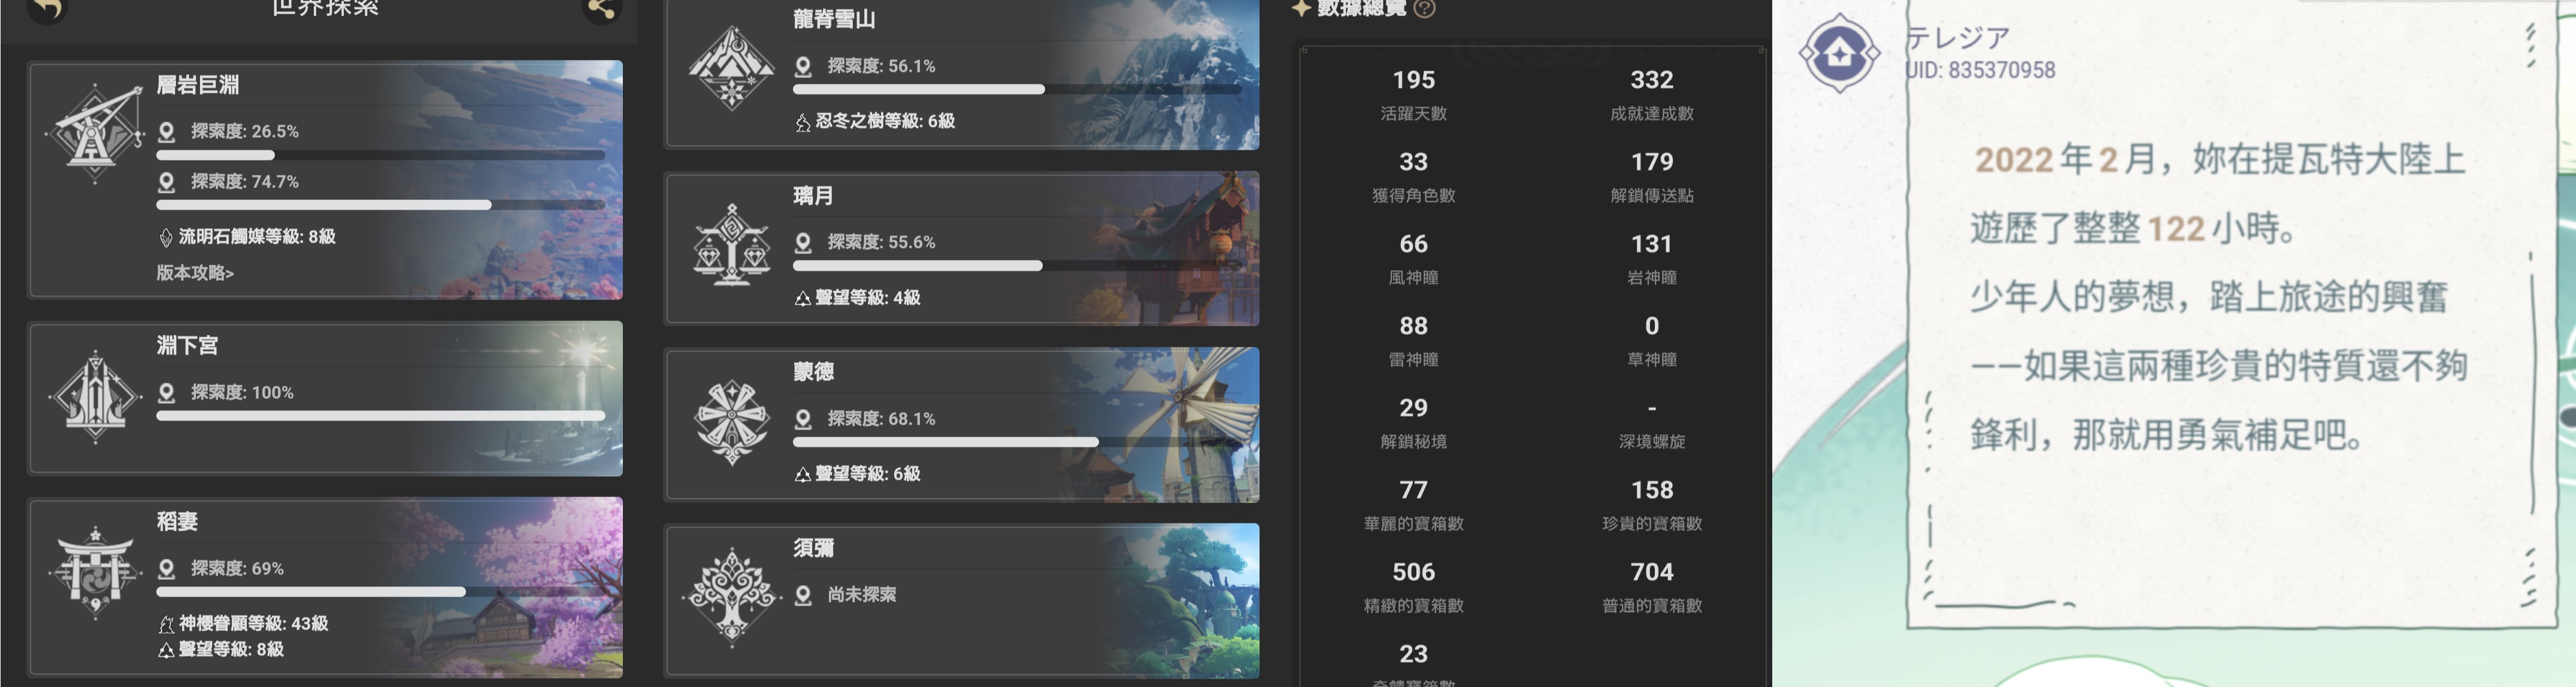 世界探索
層岩巨淵
探索度: 26.5%
探索度: 74.7%
流明石觸媒等級: 8級
版本攻略>
淵下宮
探索度: 100%
稻妻
探索度: 69%
神櫻眷顧等級: 43級
聲望等級: 8級
龍脊雪山
探索度: 56.1%
忍冬之樹等級: 6級
璃月
探索度: 55.6%
聲望等級: 4級
蒙德
探索度: 68.1%
聲望等級: 6級
須彌
尚未探索
數據總覽
195 332
活躍天數 成就達成數
33 179
獲得角色數 解鎖傳送點
66 131
風神瞳 岩神瞳
88 0
雷神瞳 草神瞳
29 -
解鎖秘境 深境螺旋
77 158
華麗的寶箱數 珍貴的寶箱數
506 704
精緻的寶箱數 普通的寶箱數
23
テレジア
UID: 835370958
2022 年 2 月，妳在提瓦特大陸上
遊歷了整整 122 小時。
少年人的夢想，踏上旅途的興奮
——如果這兩種珍貴的特質還不夠
鋒利，那就用勇氣補足吧。